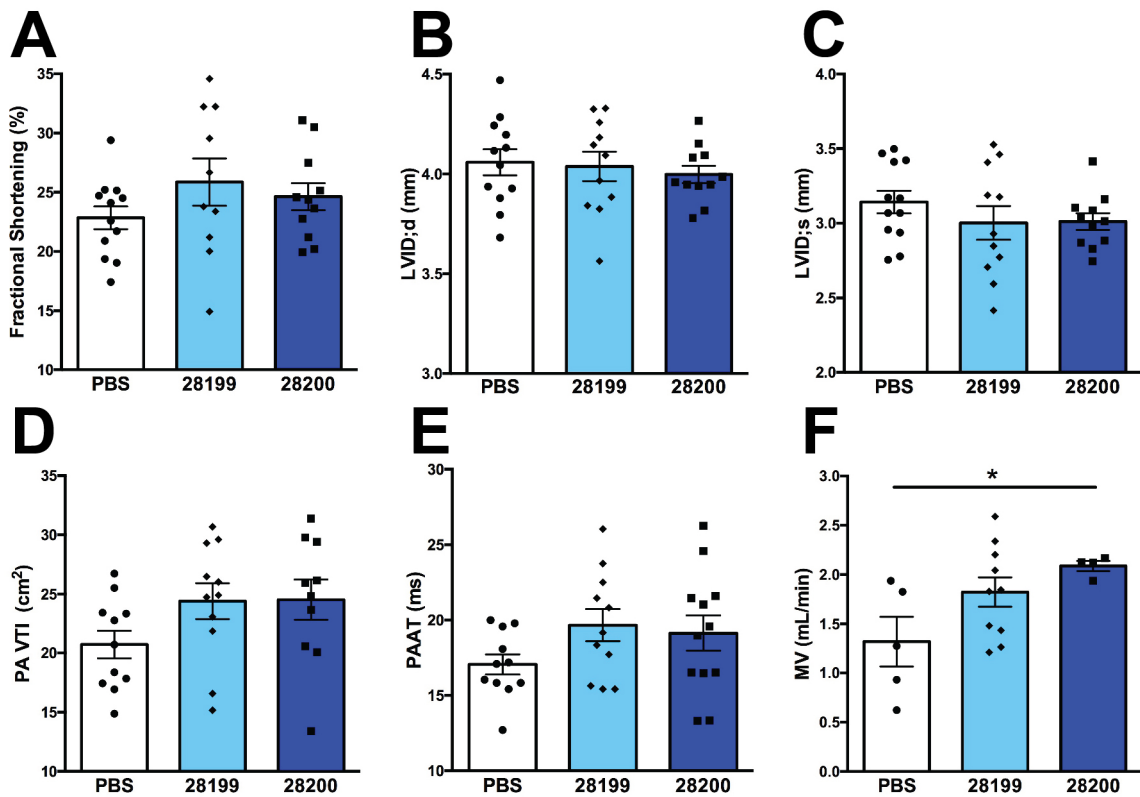 A
Fractional Shortening (%)
35
30
25
20
15
10
PBS 28199 28200
B
LVID;d (mm)
4.5
4.0
3.5
3.0
PBS 28199 28200
C
LVID;s (mm)
4.0
3.5
3.0
2.5
2.0
PBS 28199 28200
D
PA VTI (cm²)
35
30
25
20
15
10
PBS 28199 28200
E
PAAT (ms)
30
25
20
15
10
PBS 28199 28200
F
MV (mL/min)
3.0
2.5
2.0
1.5
1.0
0.5
0.0
*
PBS 28199 28200